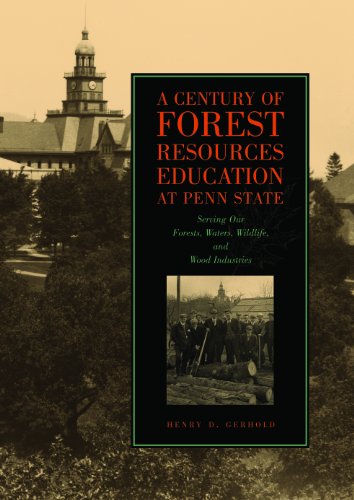 A CENTURY OF
FOREST
RESOURCES
EDUCATION
AT PENN STATE
Serving Our
Forests, Waters, Wildlife,
and
Wood Industries
HENRY D. GERHOLD